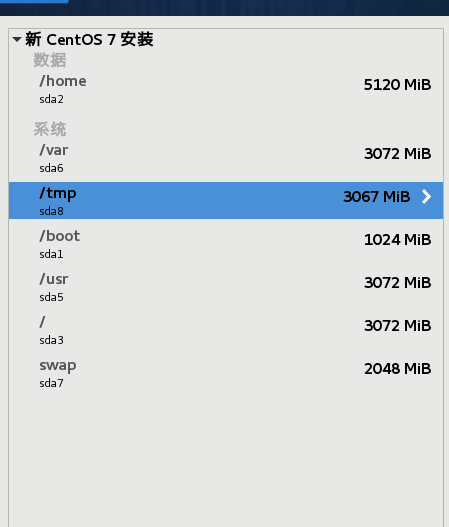 新 CentOS 7 安装
数据
/home 5120 MiB
sda2
系统
/var 3072 MiB
sda6
/tmp 3067 MiB
sda8
/boot 1024 MiB
sda1
/usr 3072 MiB
sda5
/ 3072 MiB
sda3
swap 2048 MiB
sda7